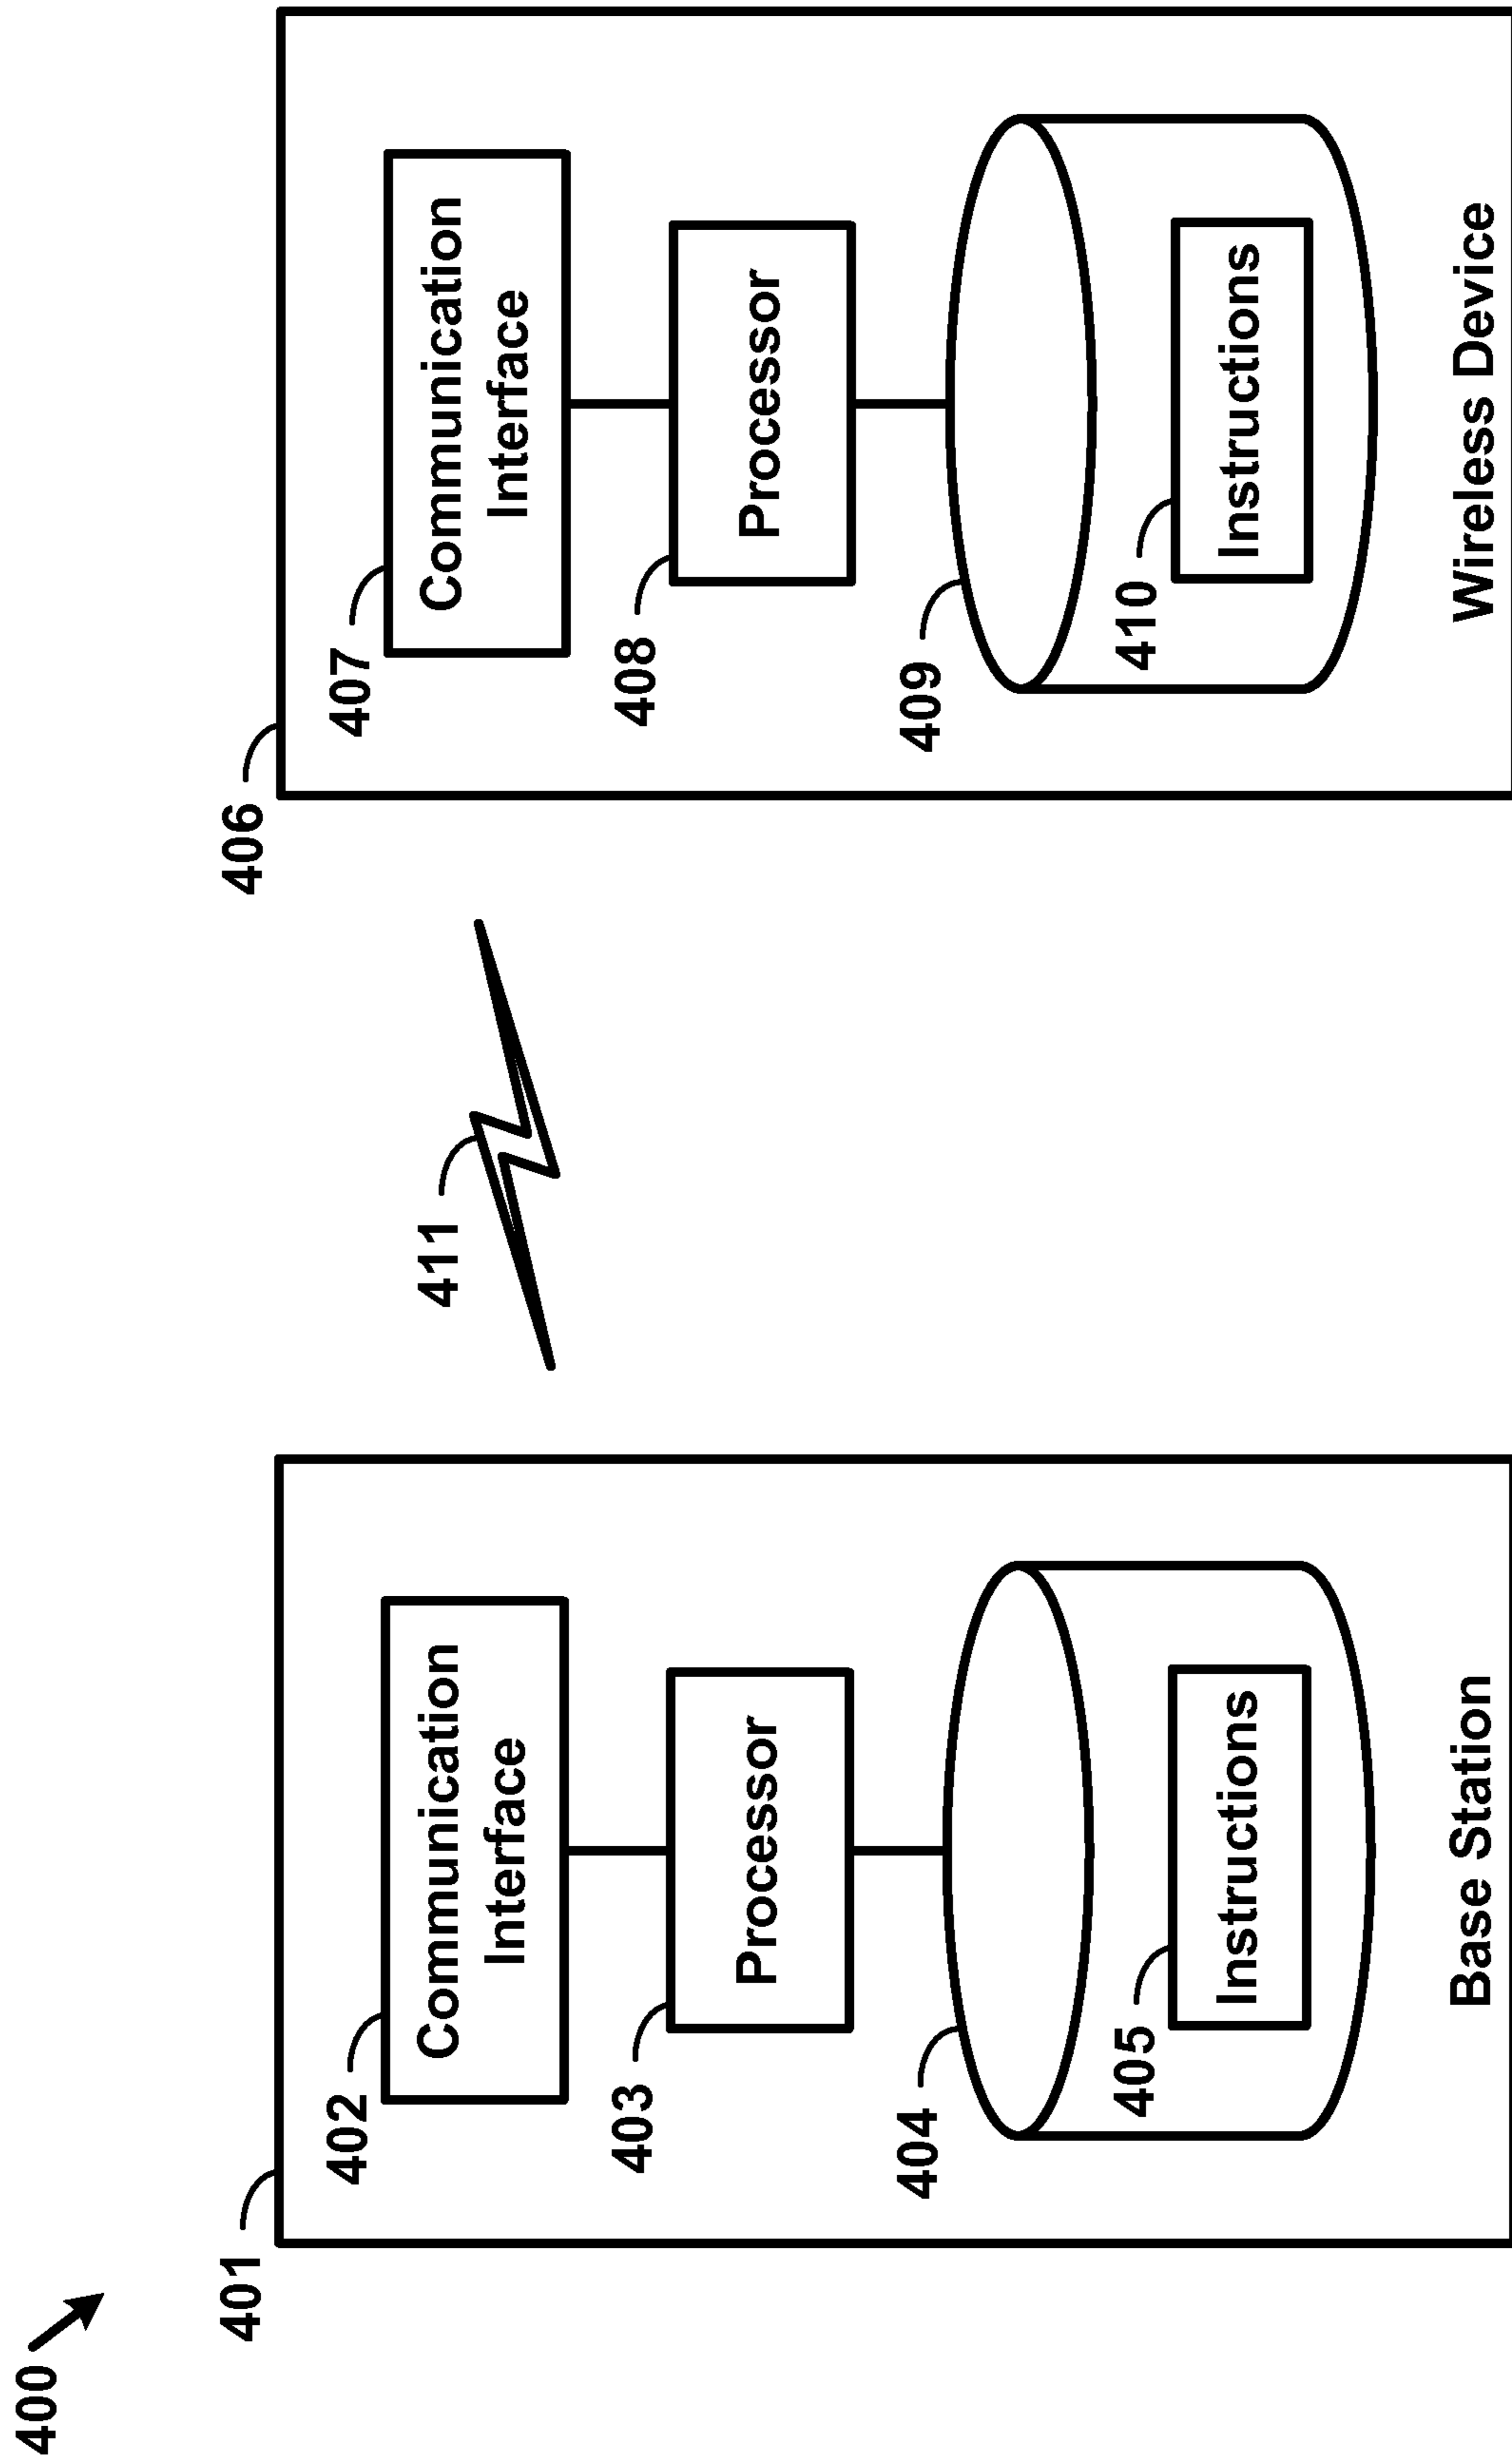 400
401
402
Communication
Interface
403
Processor
404
405
Instructions
Base Station
411
406
407
Communication
Interface
408
Processor
409
410
Instructions
Wireless Device